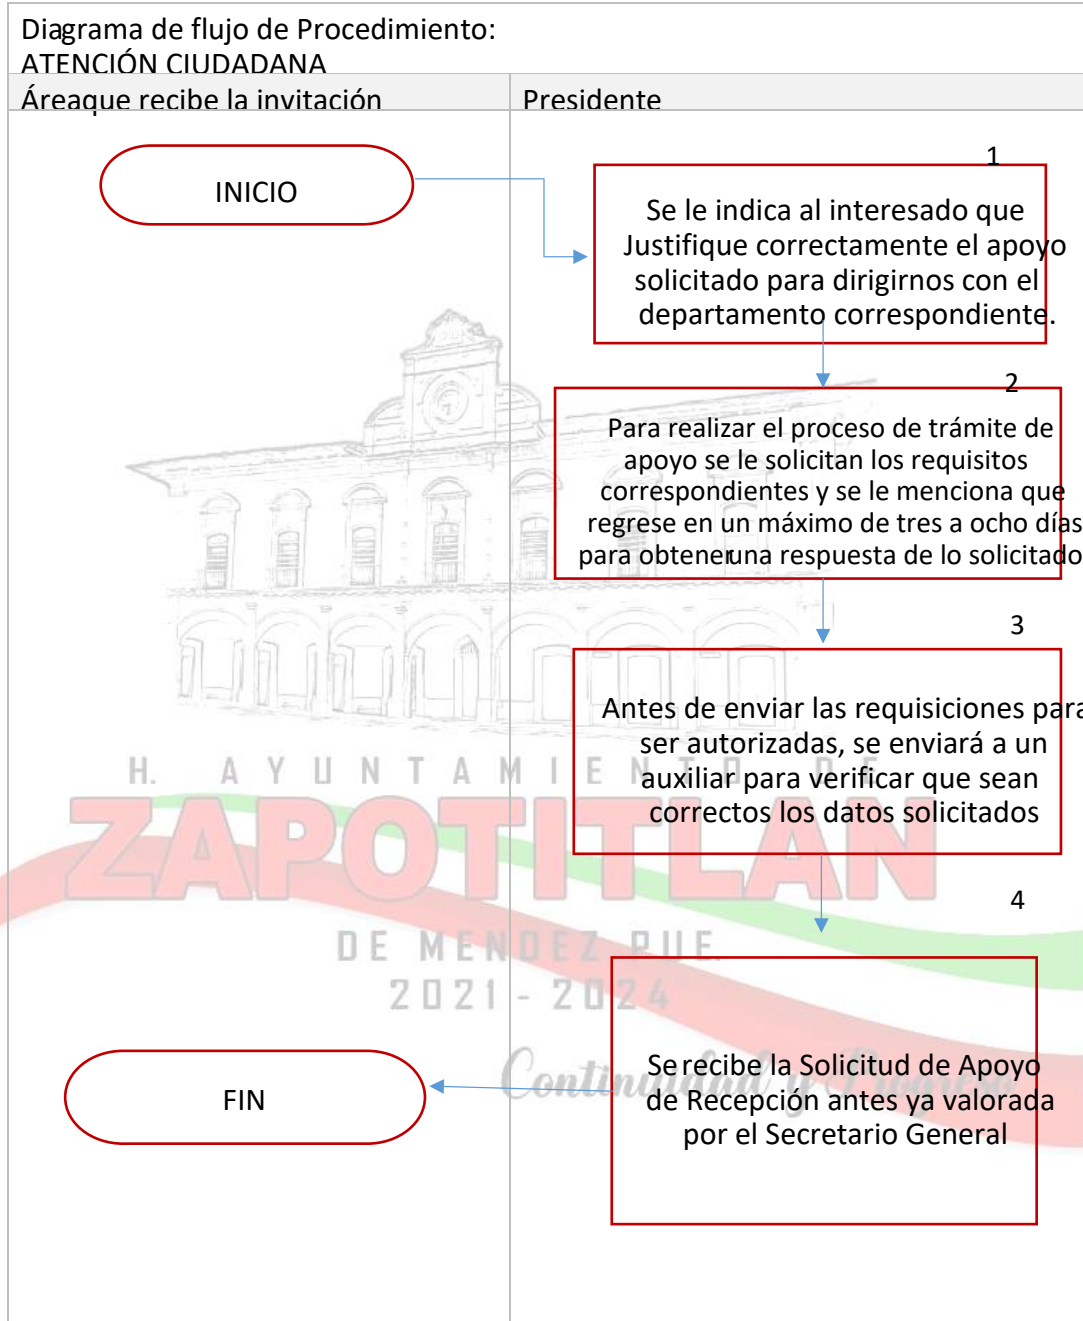 Diagrama de flujo de Procedimiento:
ATENCIÓN CIUDADANA
Áreaque recibe la invitación
Presidente
INICIO
1
Se le indica al interesado que
Justifique correctamente el apoyo
solicitado para dirigirnos con el
departamento correspondiente.
2
Para realizar el proceso de trámite de
apoyo se le solicitan los requisitos
correspondientes y se le menciona que
regrese en un máximo de tres a ocho días
para obtener una respuesta de lo solicitado
3
Antes de enviar las requisiciones para
ser autorizadas, se enviará a un
auxiliar para verificar que sean
correctos los datos solicitados
H. AYUNTAMIENTO DE
ZAPOTITLAN
DE MENDEZ PUE.
2021 - 2024
Continuidad y Progreso
4
Se recibe la Solicitud de Apoyo
de Recepción antes ya valorada
por el Secretario General
FIN